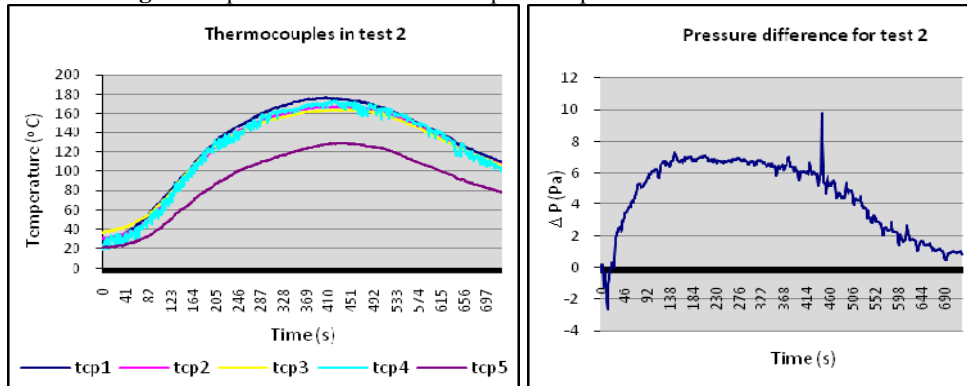 Thermocouples in test 2
200
180
160
140
120
100
80
60
40
20
0
Temperature (°C)
0 41 82 123 164 205 246 287 328 369 410 451 492 533 574 615 656 697
Time (s)
tcp1 tcp2 tcp3 tcp4 tcp5
Pressure difference for test 2
12
10
8
6
4
2
0
-2
-4
Δ P (Pa)
0 46 92 138 184 230 276 322 368 414 460 506 552 598 644 690
Time (s)